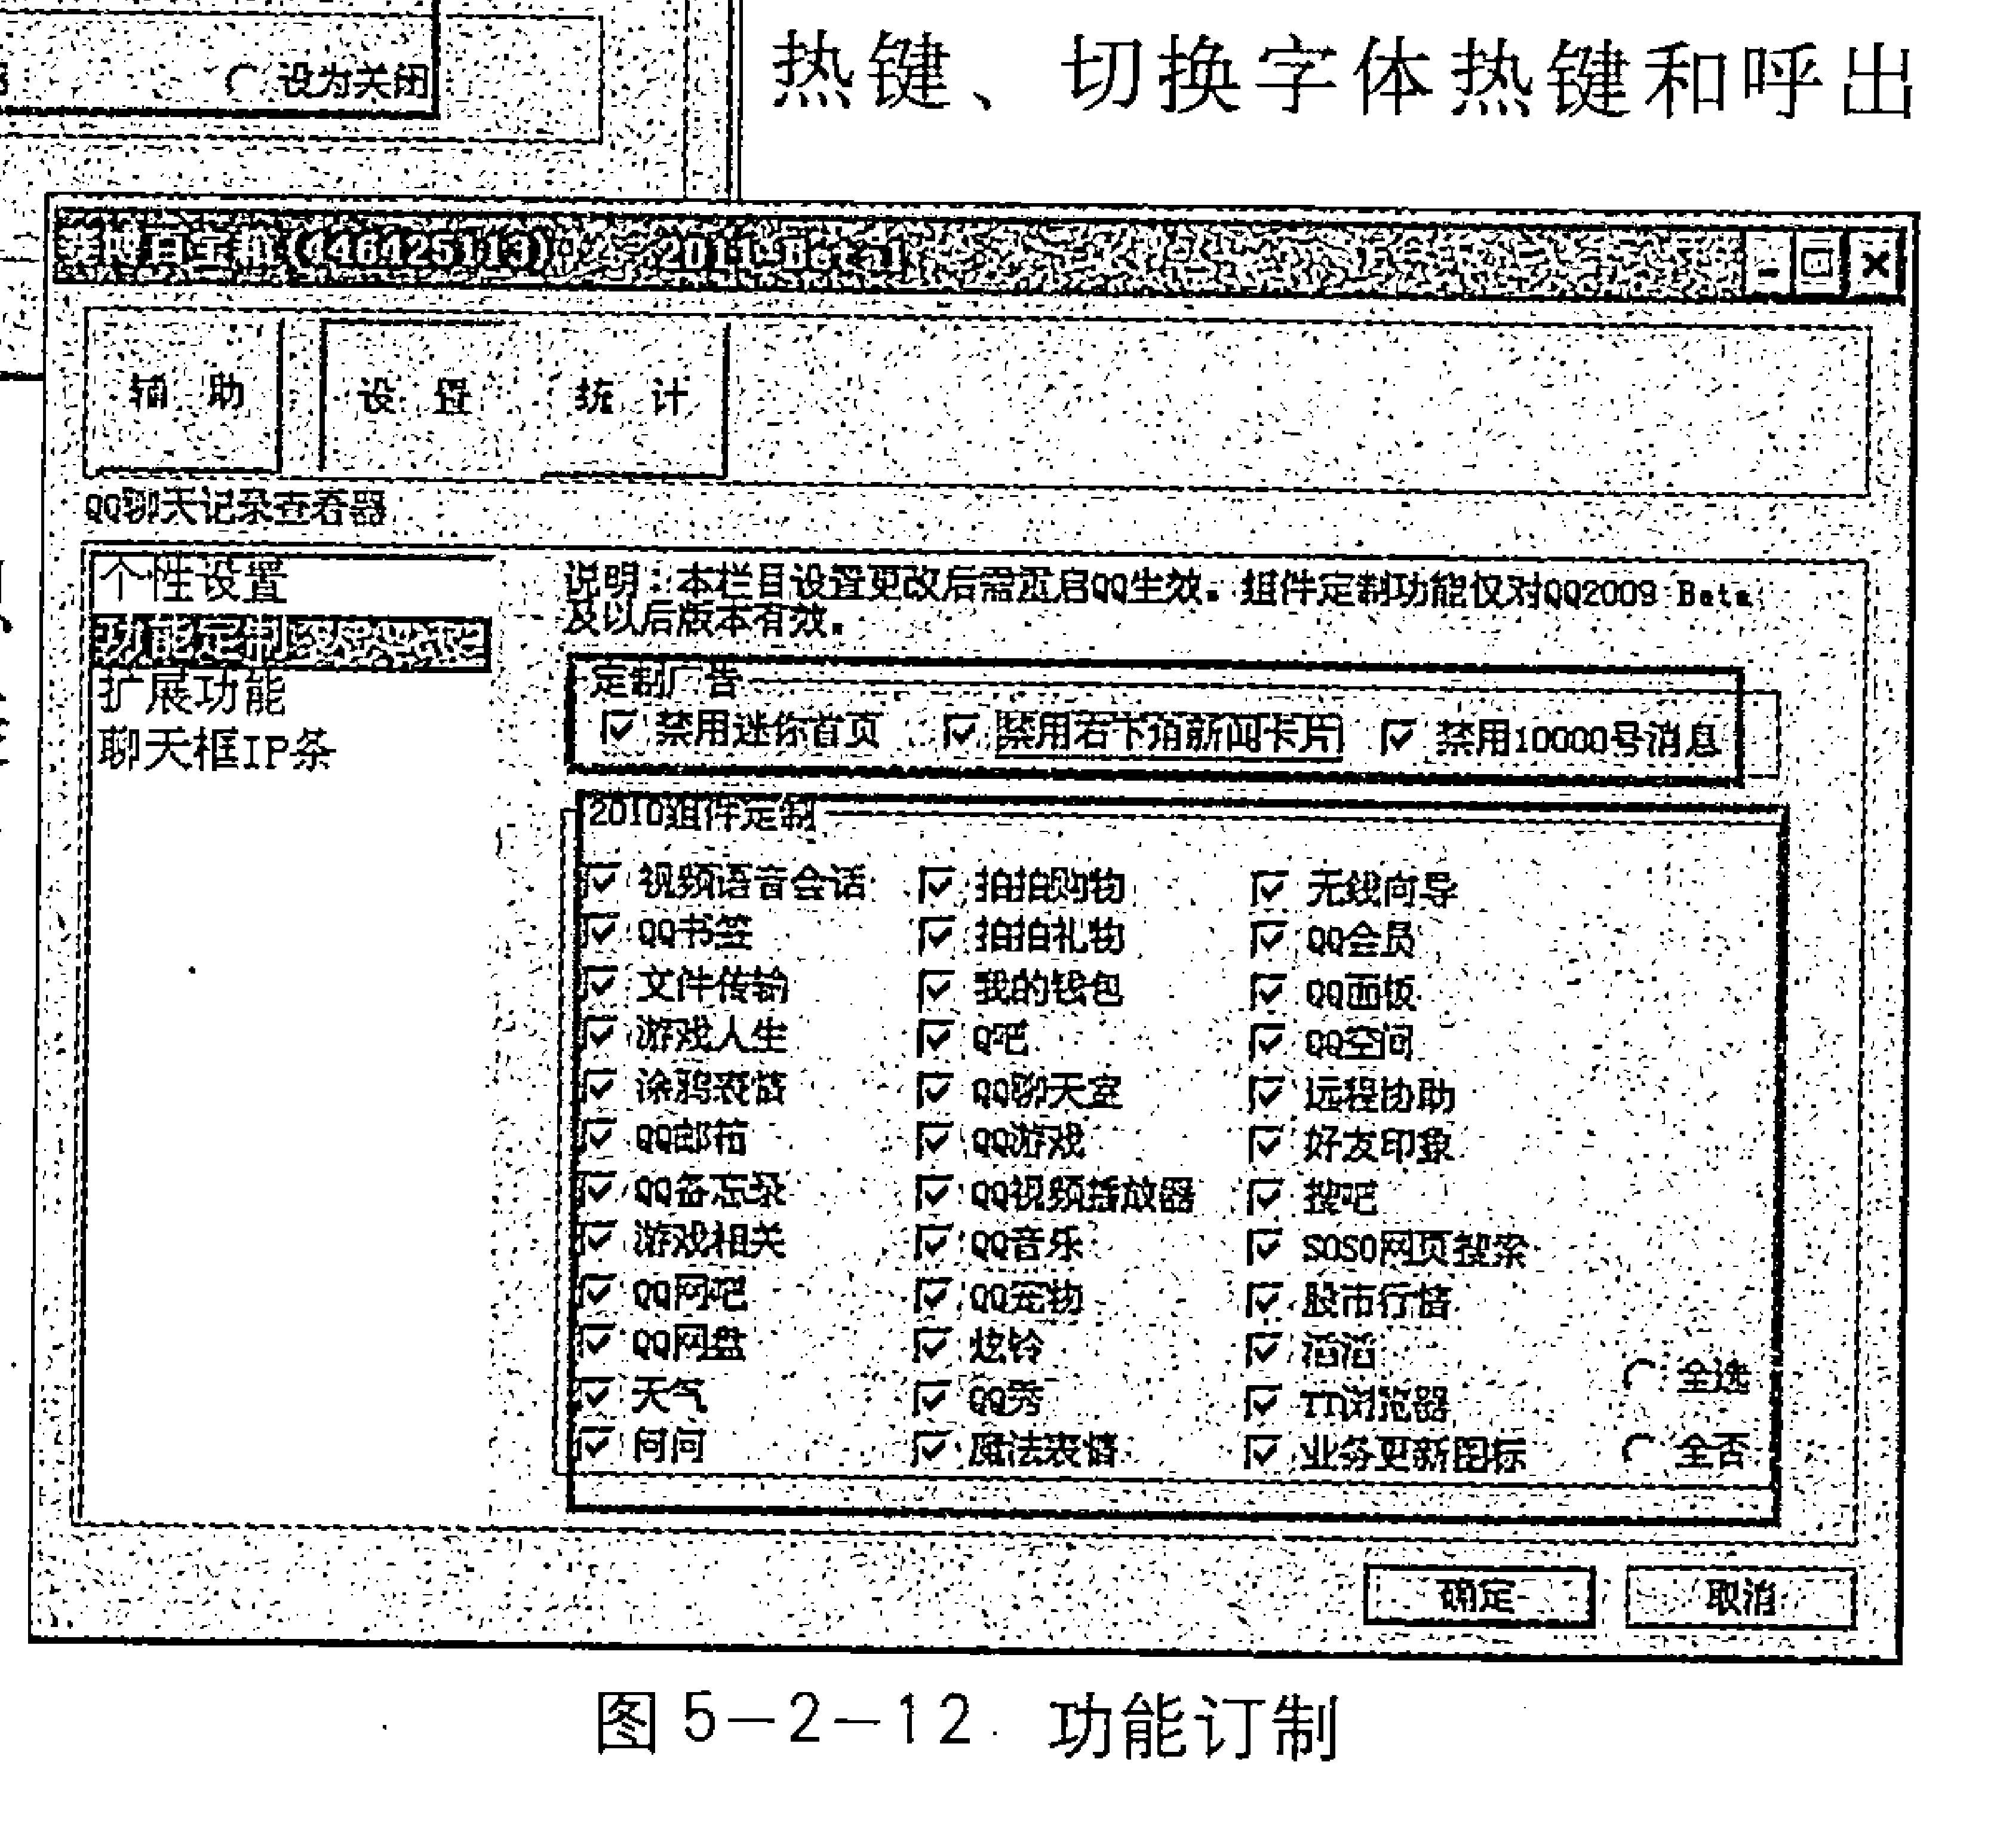 设为关闭
热键、切换字体热键和呼出
2011 Beta1
辅 助 设 置 统 计
QQ聊天记录查看器
个性设置
功能定制
扩展功能
聊天框IP条
说明:本栏目设置更改后需重启QQ生效。组件定制功能仅对QQ2009 Beta
及以后版本有效。
定制广告
禁用迷你首页 禁用右下角新闻卡片 禁用10000号消息
2010组件定制
视频语音会话 拍拍购物 无线向导
QQ书签 拍拍礼物 QQ会员
文件传输 我的钱包 QQ面板
游戏人生 Q吧 QQ空间
涂鸦表情 QQ聊天室 远程协助
QQ邮箱 QQ游戏 好友印象
QQ备忘录 QQ视频播放器 搜吧
游戏相关 QQ音乐 SOSO网页搜索
QQ网吧 QQ宠物 股市行情
QQ网盘 炫铃 滔滔
天气 QQ秀 TT浏览器
问问 魔法表情 业务更新图标
全选
全否
确定 取消
图5-2-12 功能订制